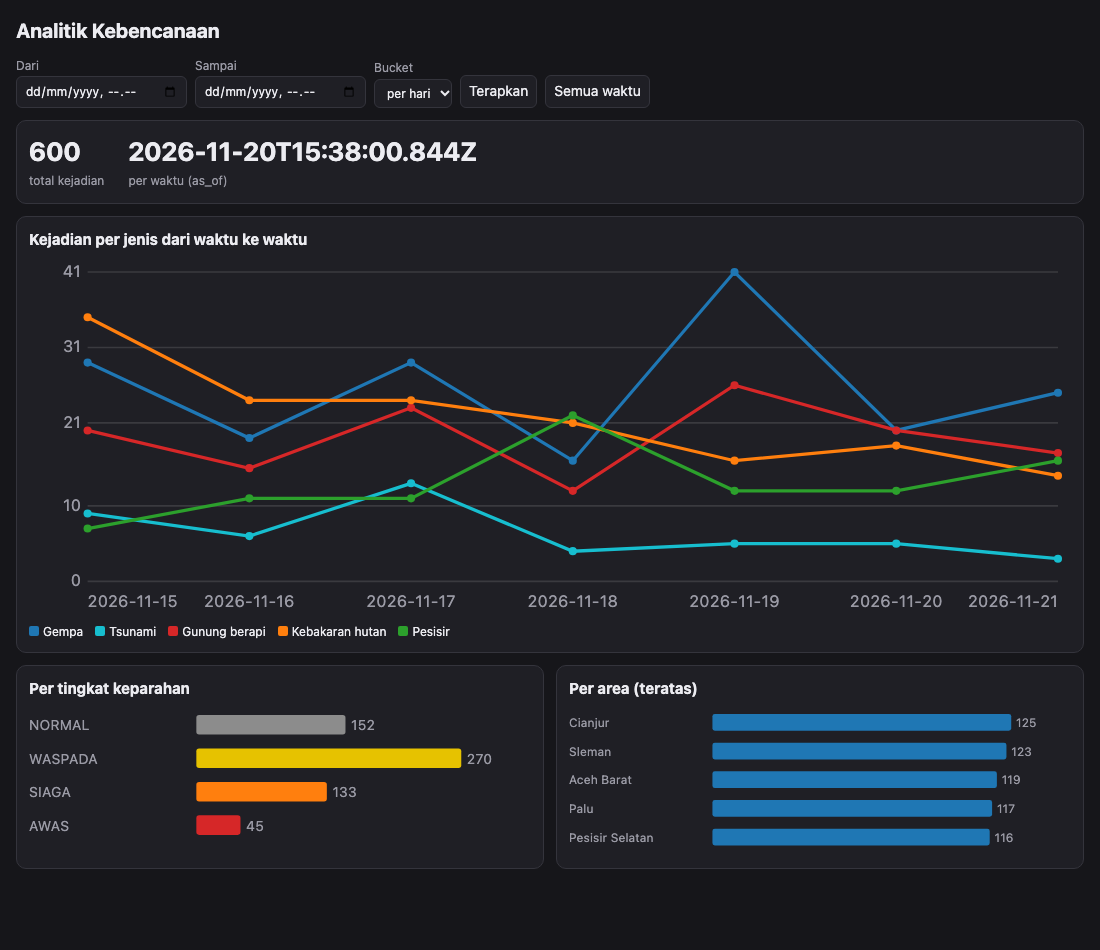 Analitik Kebencanaan
Dari
Sampai
Bucket
dd/mm/yyyy, --.--
dd/mm/yyyy, --.--
per hari
Terapkan
Semua waktu
600
2026-11-20T15:38:00.844Z
total kejadian
per waktu (as_of)
Kejadian per jenis dari waktu ke waktu
41
31
21
10
0
2026-11-15 2026-11-16 2026-11-17 2026-11-18 2026-11-19 2026-11-20 2026-11-21
Gempa Tsunami Gunung berapi Kebakaran hutan Pesisir
Per tingkat keparahan
NORMAL 152
WASPADA 270
SIAGA 133
AWAS 45
Per area (teratas)
Cianjur 125
Sleman 123
Aceh Barat 119
Palu 117
Pesisir Selatan 116